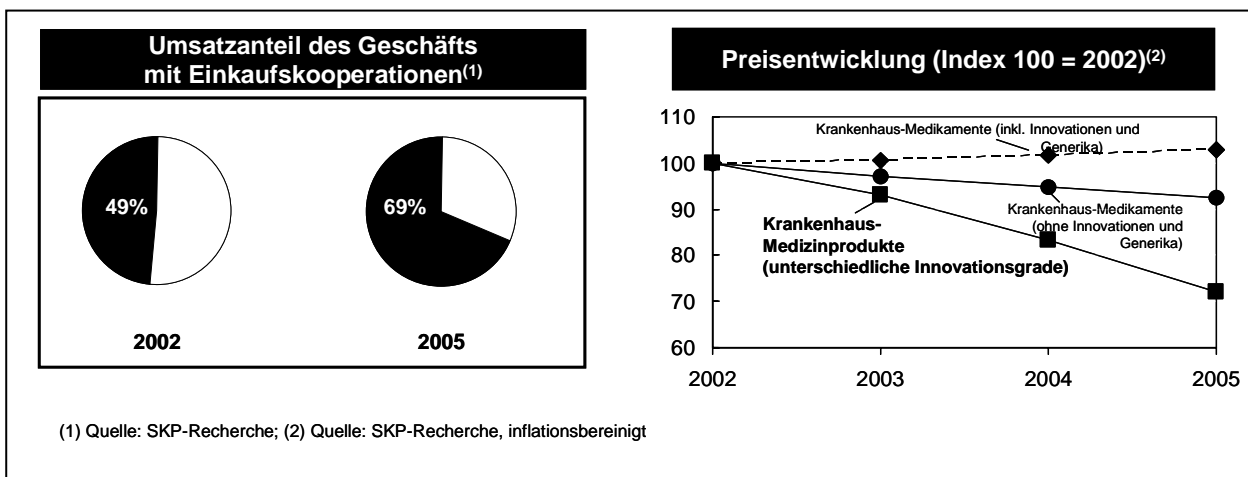 Umsatzanteil des Geschäfts
mit Einkaufskooperationen(1)
49%
69%
2002
2005
Preisentwicklung (Index 100 = 2002)(2)
110
100
90
80
70
60
Krankenhaus-Medikamente (inkl. Innovationen und
Generika)
Krankenhaus-Medikamente
(ohne Innovationen und
Generika)
Krankenhaus-
Medizinprodukte
(unterschiedliche Innovationsgrade)
2002
2003
2004
2005
(1) Quelle: SKP-Recherche; (2) Quelle: SKP-Recherche, inflationsbereinigt